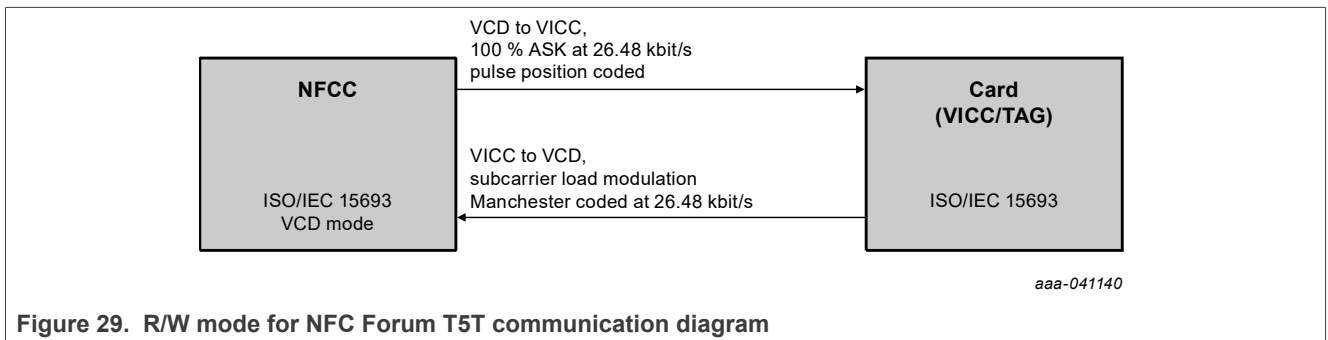 VCD to VICC,
100 % ASK at 26.48 kbit/s
pulse position coded
NFCC
Card
(VICC/TAG)
VICC to VCD,
subcarrier load modulation
Manchester coded at 26.48 kbit/s
ISO/IEC 15693
VCD mode
ISO/IEC 15693
aaa-041140
Figure 29. R/W mode for NFC Forum T5T communication diagram